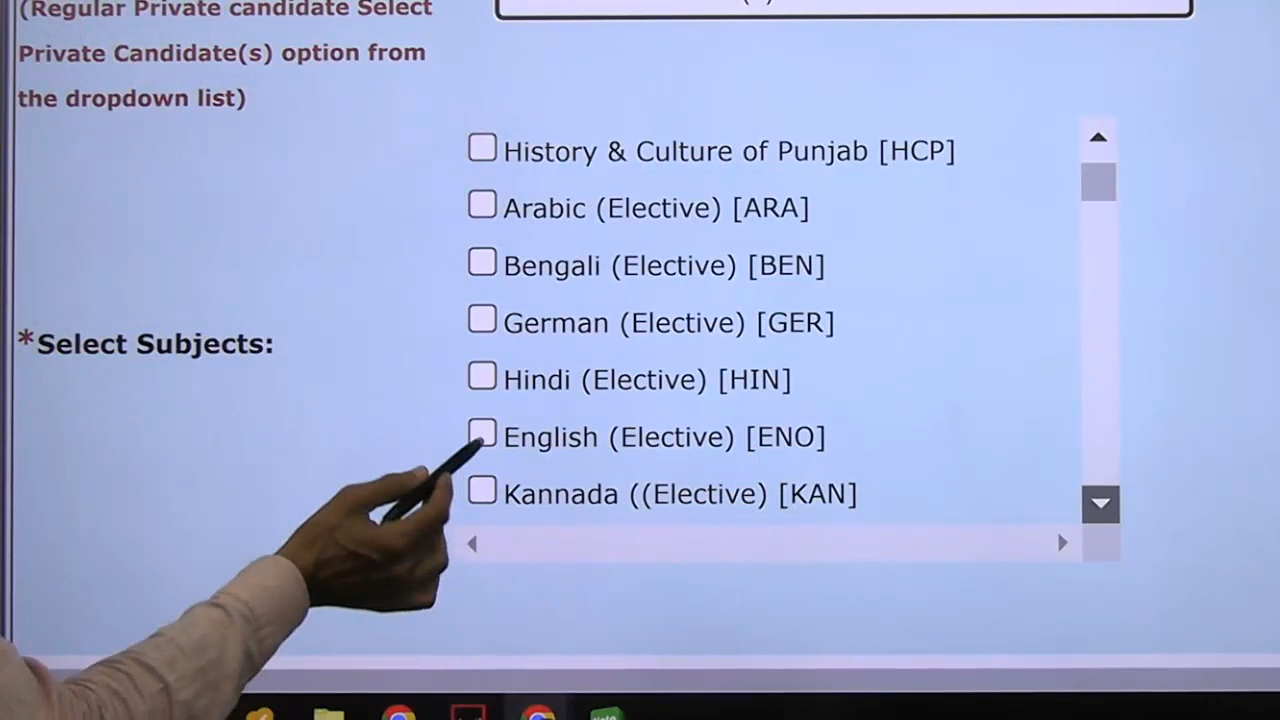 (Regular Private candidate Select
Private Candidate(s) option from
the dropdown list)
History & Culture of Punjab [HCP]
Arabic (Elective) [ARA]
Bengali (Elective) [BEN]
German (Elective) [GER]
*Select Subjects:
Hindi (Elective) [HIN]
English (Elective) [ENO]
Kannada ((Elective) [KAN]